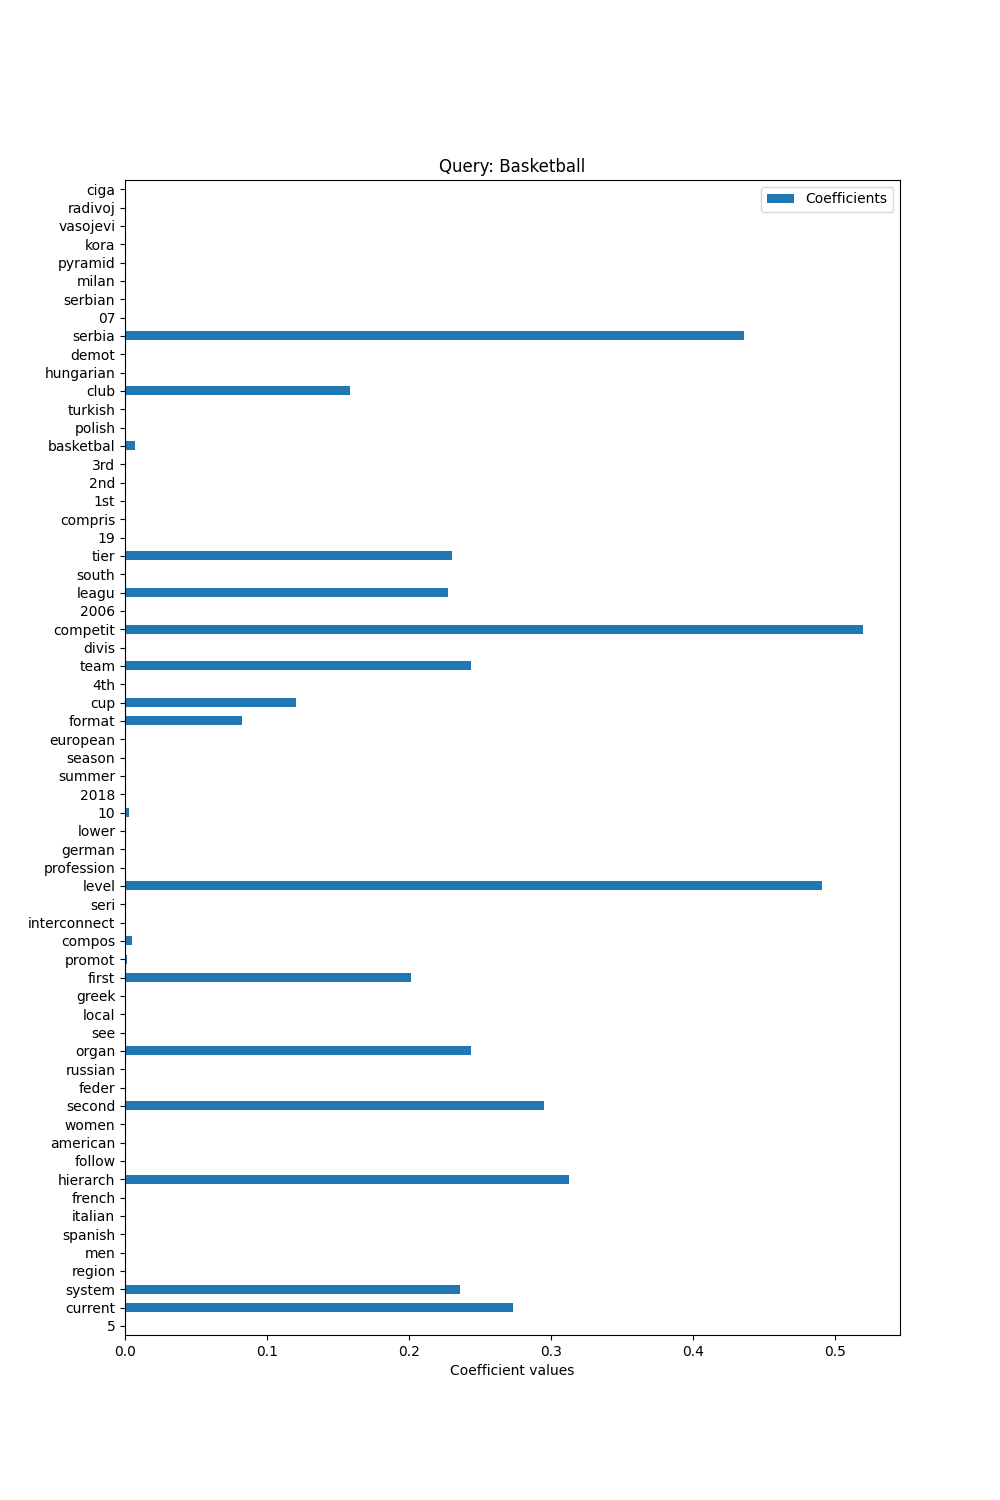 Query: Basketball
Coefficients
ciga
radivoj
vasojevi
kora
pyramid
milan
serbian
07
serbia
demot
hungarian
club
turkish
polish
basketbal
3rd
2nd
1st
compris
19
tier
south
leagu
2006
competit
divis
team
4th
cup
format
european
season
summer
2018
10
lower
german
profession
level
seri
interconnect
compos
promot
first
greek
local
see
organ
russian
feder
second
women
american
follow
hierarch
french
italian
spanish
men
region
system
current
5
0.0 0.1 0.2 0.3 0.4 0.5
Coefficient values